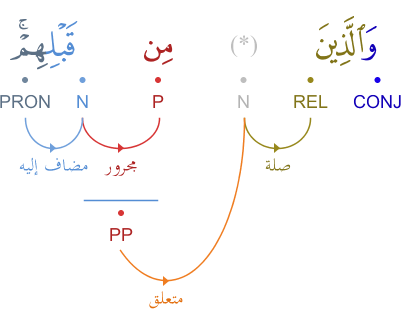 وَٱلَّذِينَ (*) مِن قَبْلِهِمْۚ
CONJ REL N P N PRON
صلة مجرور مضاف إليه
PP
متعلق